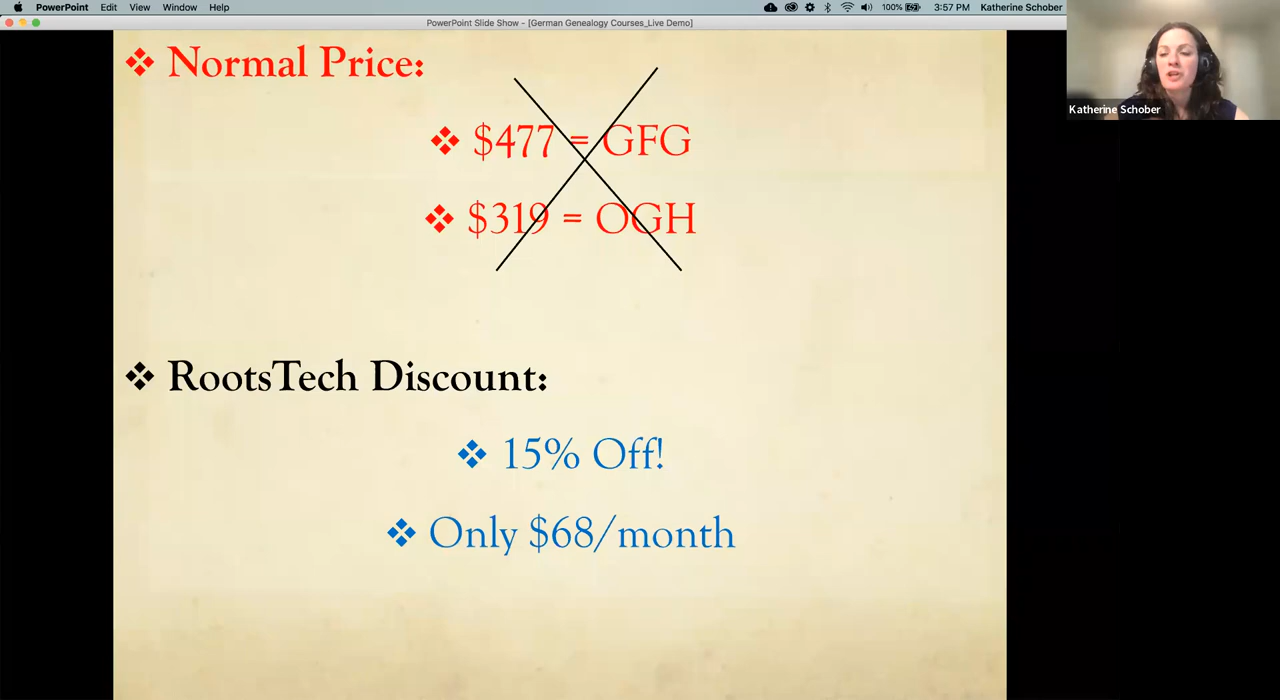 PowerPoint Edit View Window Help 100% 3:57 PM Katherine Schober
PowerPoint Slide Show - [German Genealogy Courses_Live Demo]
❖ Normal Price:
❖ $477 = GFG
❖ $319 = OGH
❖ RootsTech Discount:
❖ 15% Off!
❖ Only $68/month
Katherine Schober